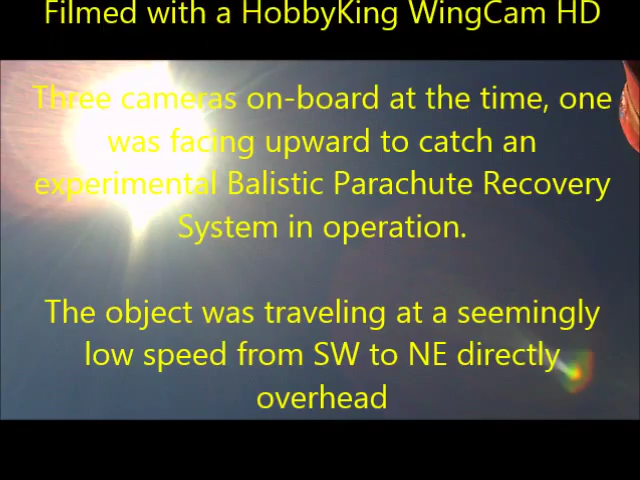 Filmed with a HobbyKing WingCam HD
Three cameras on-board at the time, one
was facing upward to catch an
experimental Balistic Parachute Recovery
System in operation.
The object was traveling at a seemingly
low speed from SW to NE directly
overhead